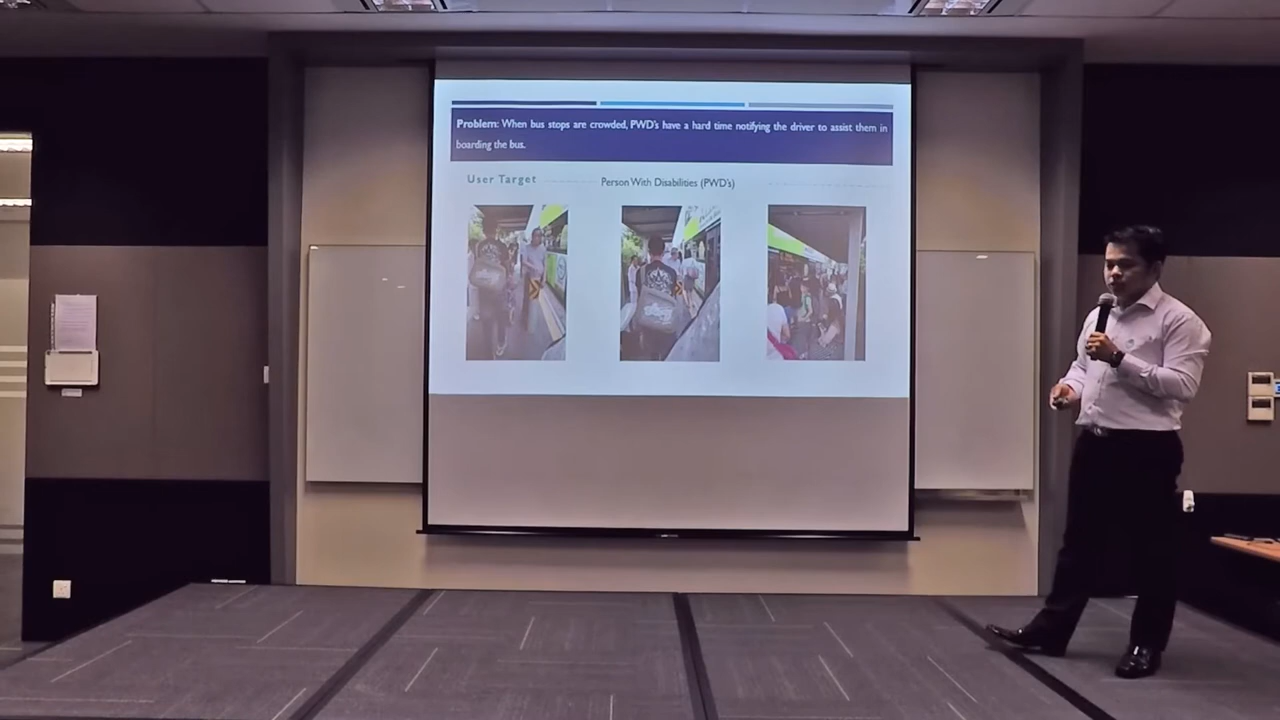 Problem: When bus stops are crowded, PWD's have a hard time notifying the driver to assist them in
boarding the bus.
User Target
Person With Disabilities (PWD's)